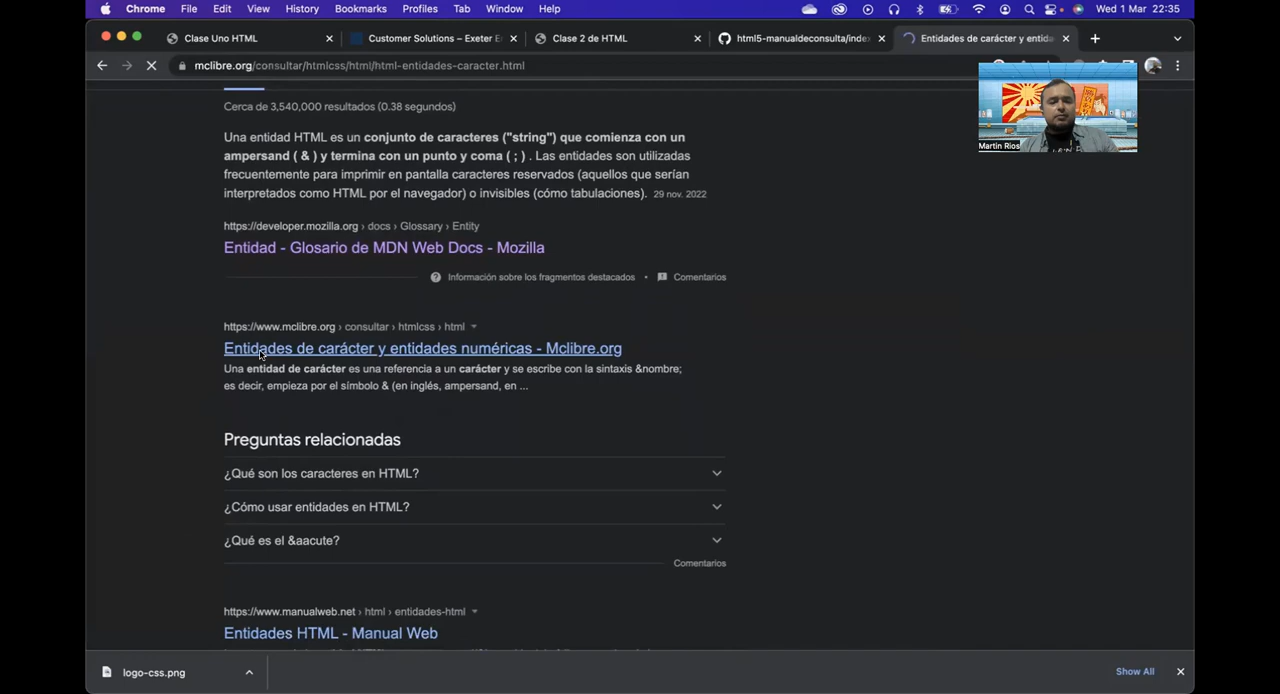 Chrome File Edit View History Bookmarks Profiles Tab Window Help Wed 1 Mar 22:35
Clase Uno HTML Customer Solutions – Exeter E Clase 2 de HTML html5-manualdeconsulta/index Entidades de carácter y entida
mclibre.org/consultar/htmlcss/html/html-entidades-caracter.html
Martin Rios
Cerca de 3,540,000 resultados (0.38 segundos)
Una entidad HTML es un conjunto de caracteres ("string") que comienza con un
ampersand ( & ) y termina con un punto y coma ( ; ) . Las entidades son utilizadas
frecuentemente para imprimir en pantalla caracteres reservados (aquellos que serían
interpretados como HTML por el navegador) o invisibles (cómo tabulaciones). 29 nov. 2022
https://developer.mozilla.org › docs › Glossary › Entity
Entidad - Glosario de MDN Web Docs - Mozilla
Información sobre los fragmentos destacados • Comentarios
https://www.mclibre.org › consultar › htmlcss › html
Entidades de carácter y entidades numéricas - Mclibre.org
Una entidad de carácter es una referencia a un carácter y se escribe con la sintaxis &nombre;
es decir, empieza por el símbolo & (en inglés, ampersand, en ...
Preguntas relacionadas
¿Qué son los caracteres en HTML?
¿Cómo usar entidades en HTML?
¿Qué es el &aacute?
Comentarios
https://www.manualweb.net › html › entidades-html
Entidades HTML - Manual Web
logo-css.png Show All